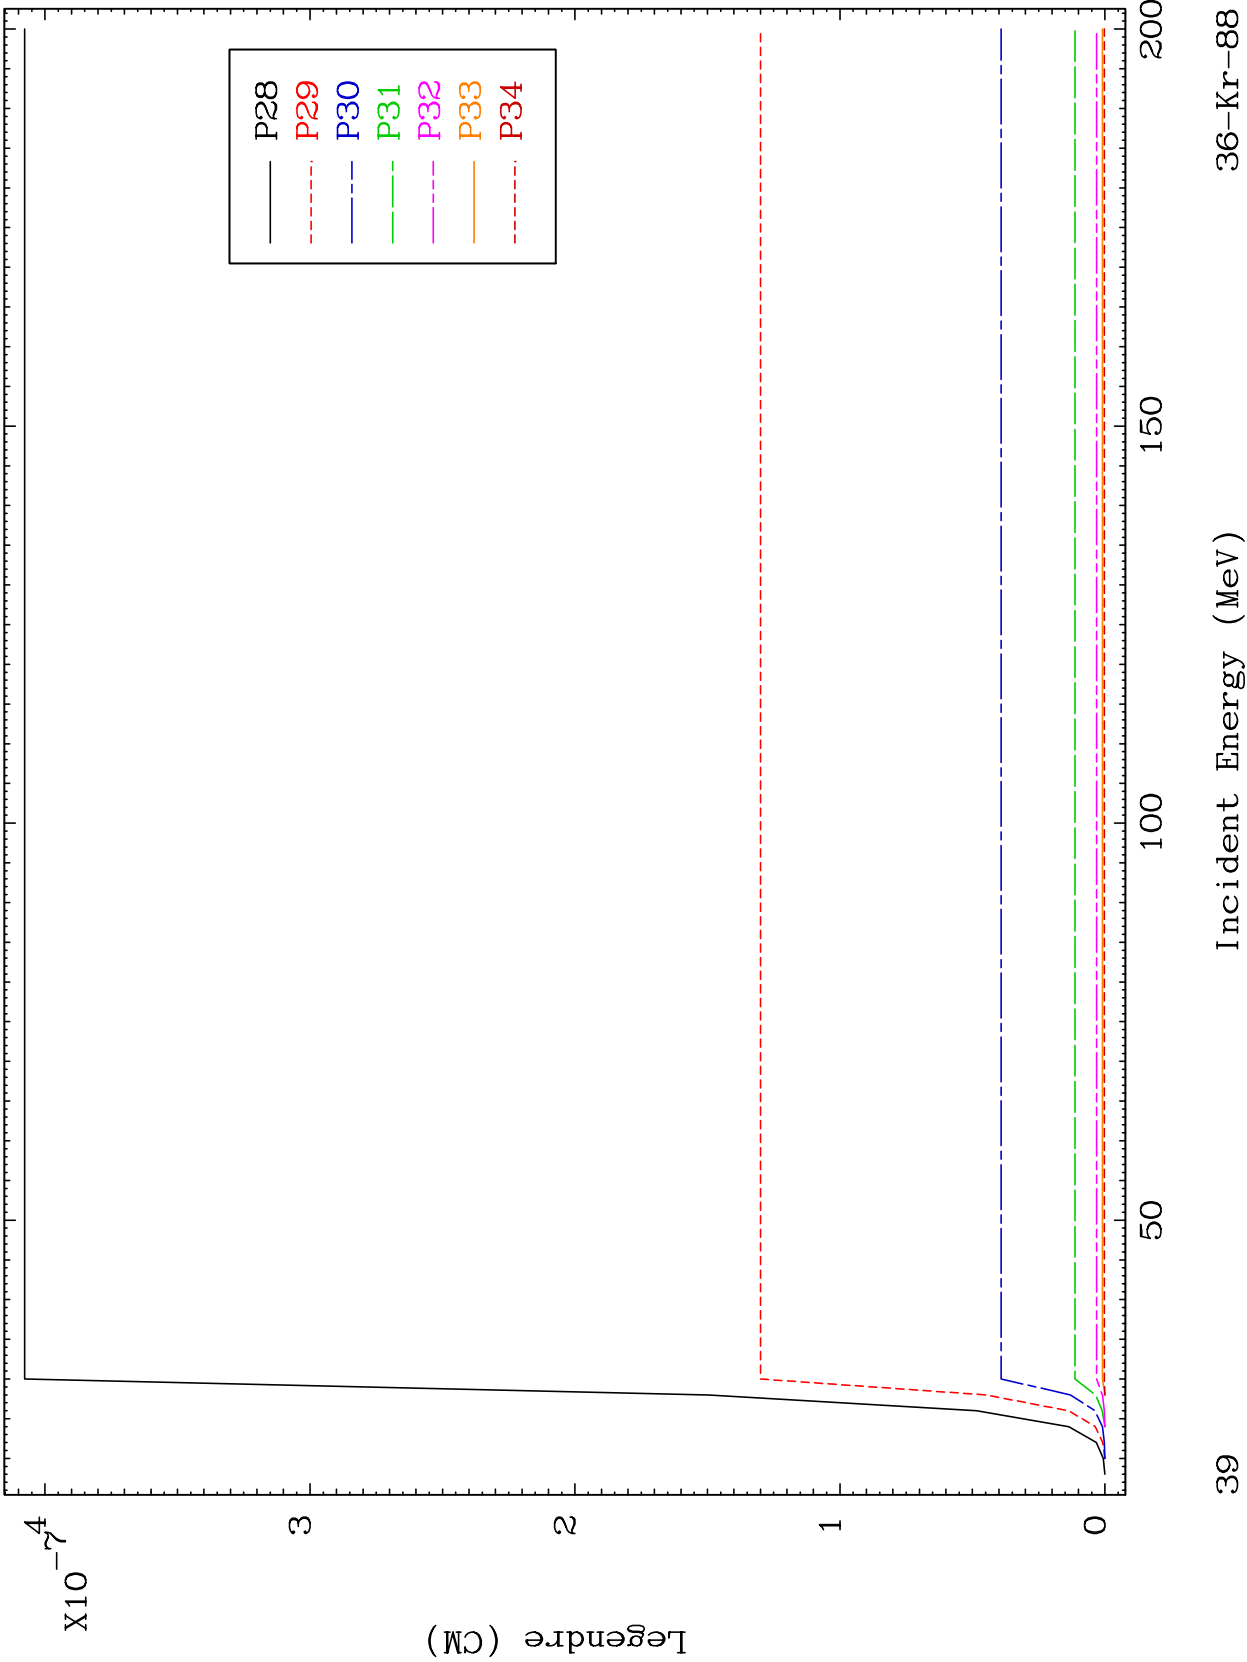 X10⁻⁷
4
3
2
1
0
Legendre (CM)
P28
P29
P30
P31
P32
P33
P34
50
100
150
200
Incident Energy (MeV)
39
36-Kr-88